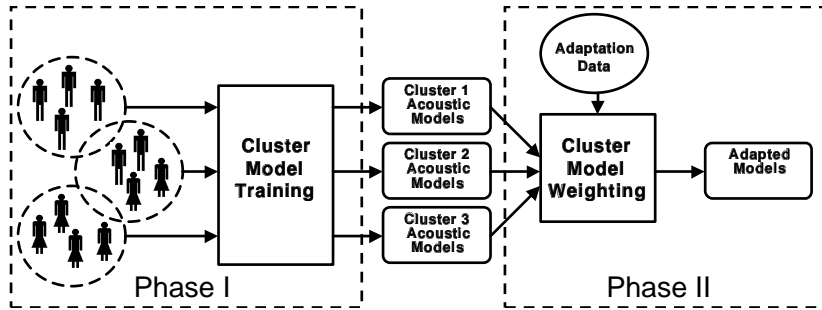 Cluster
Model
Training
Phase I
Cluster 1
Acoustic
Models
Cluster 2
Acoustic
Models
Cluster 3
Acoustic
Models
Adaptation
Data
Cluster
Model
Weighting
Adapted
Models
Phase II